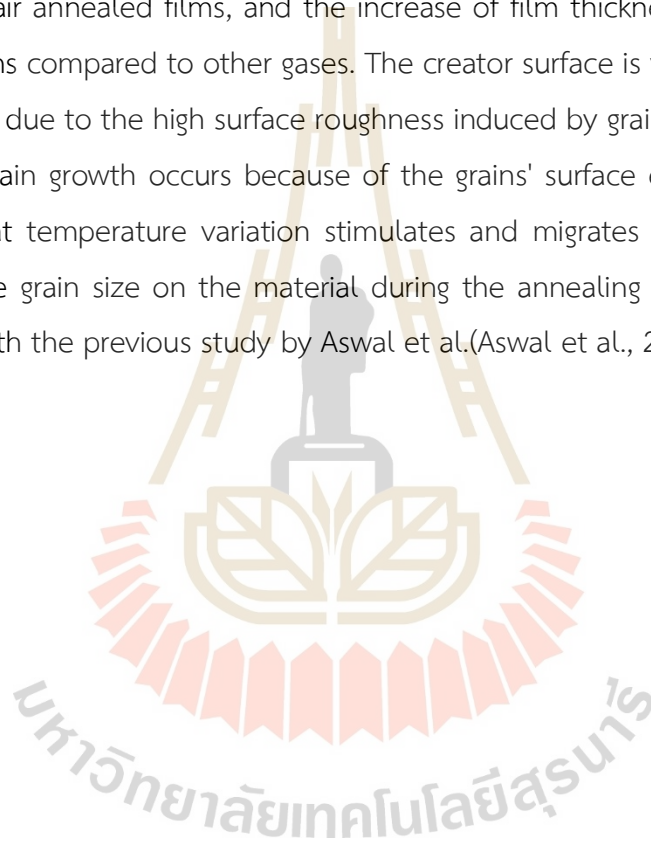 air annealed films, and the increase of film thickn
ns compared to other gases. The creator surface is
due to the high surface roughness induced by grai
ain growth occurs because of the grains' surface
at temperature variation stimulates and migrates
e grain size on the material during the annealing
th the previous study by Aswal et al.(Aswal et al., 2
มหาวิทยาลัยเทคโนโลยีสุรนารี